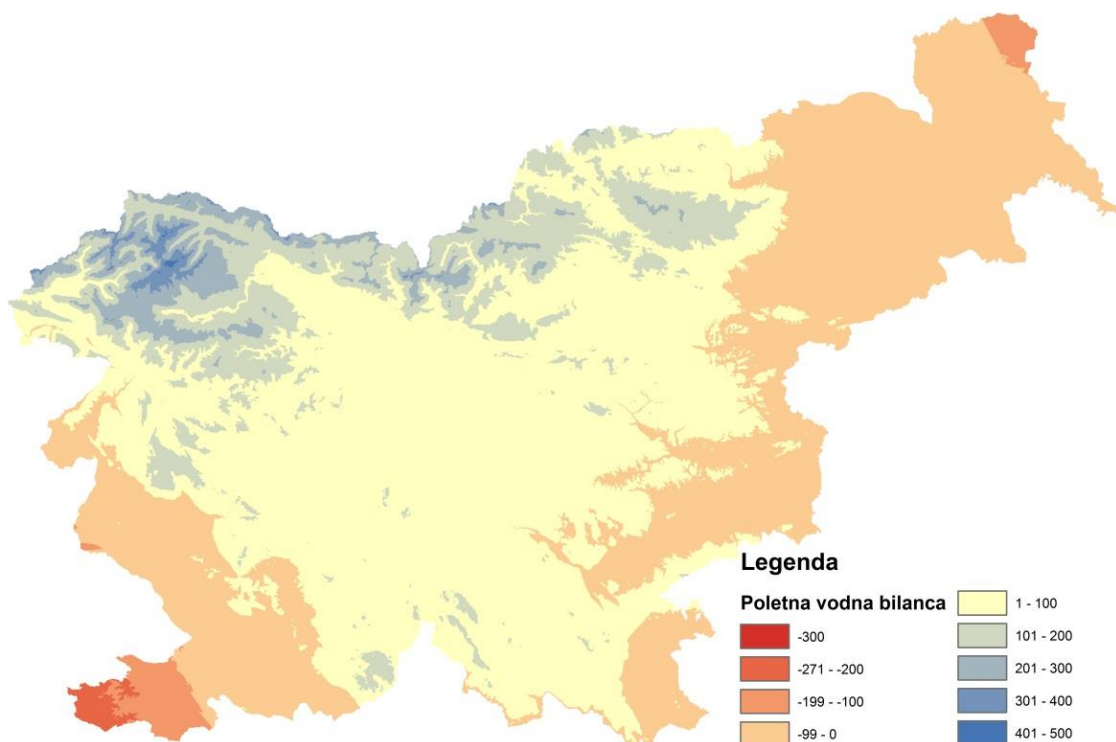 Legenda
Poletna vodna bilanca
-300
-271 - -200
-199 - -100
-99 - 0
1 - 100
101 - 200
201 - 300
301 - 400
401 - 500